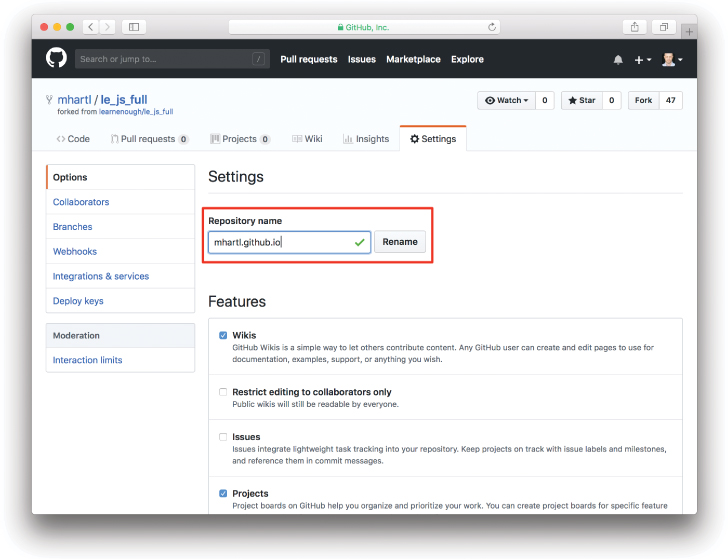 GitHub, Inc.
Search or jump to... /
Pull requests Issues Marketplace Explore
mhartl / le_js_full
forked from learnenough/le_js_full
Watch 0 Star 0 Fork 47
Code Pull requests 0 Projects 0 Wiki Insights Settings
Options
Collaborators
Branches
Webhooks
Integrations & services
Deploy keys
Moderation
Interaction limits
Settings
Repository name
mhartl.github.io Rename
Features
Wikis
GitHub Wikis is a simple way to let others contribute content. Any GitHub user can create and edit pages to use for
documentation, examples, support, or anything you wish.
Restrict editing to collaborators only
Public wikis will still be readable by everyone.
Issues
Issues integrate lightweight task tracking into your repository. Keep projects on track with issue labels and milestones,
and reference them in commit messages.
Projects
Project boards on GitHub help you organize and prioritize your work. You can create project boards for specific feature